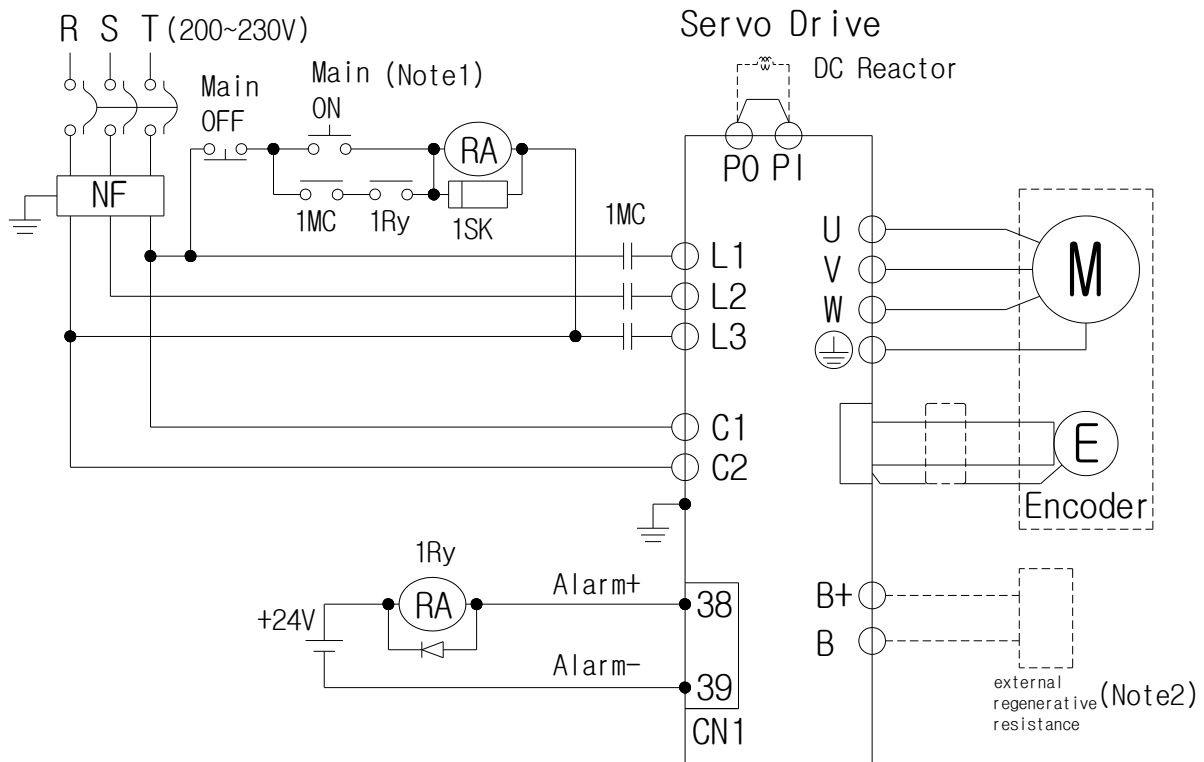 Servo Drive
R S T (200~230V)
DC Reactor
Main
OFF
Main (Note1)
ON
RA
PO PI
NF
1MC 1Ry 1SK
1MC
L1
L2
L3
C1
C2
U
V
W
M
E
Encoder
1Ry
RA
+24V
Alarm+
38
Alarm-
39
CN1
B+
B
external
regenerative (Note2)
resistance